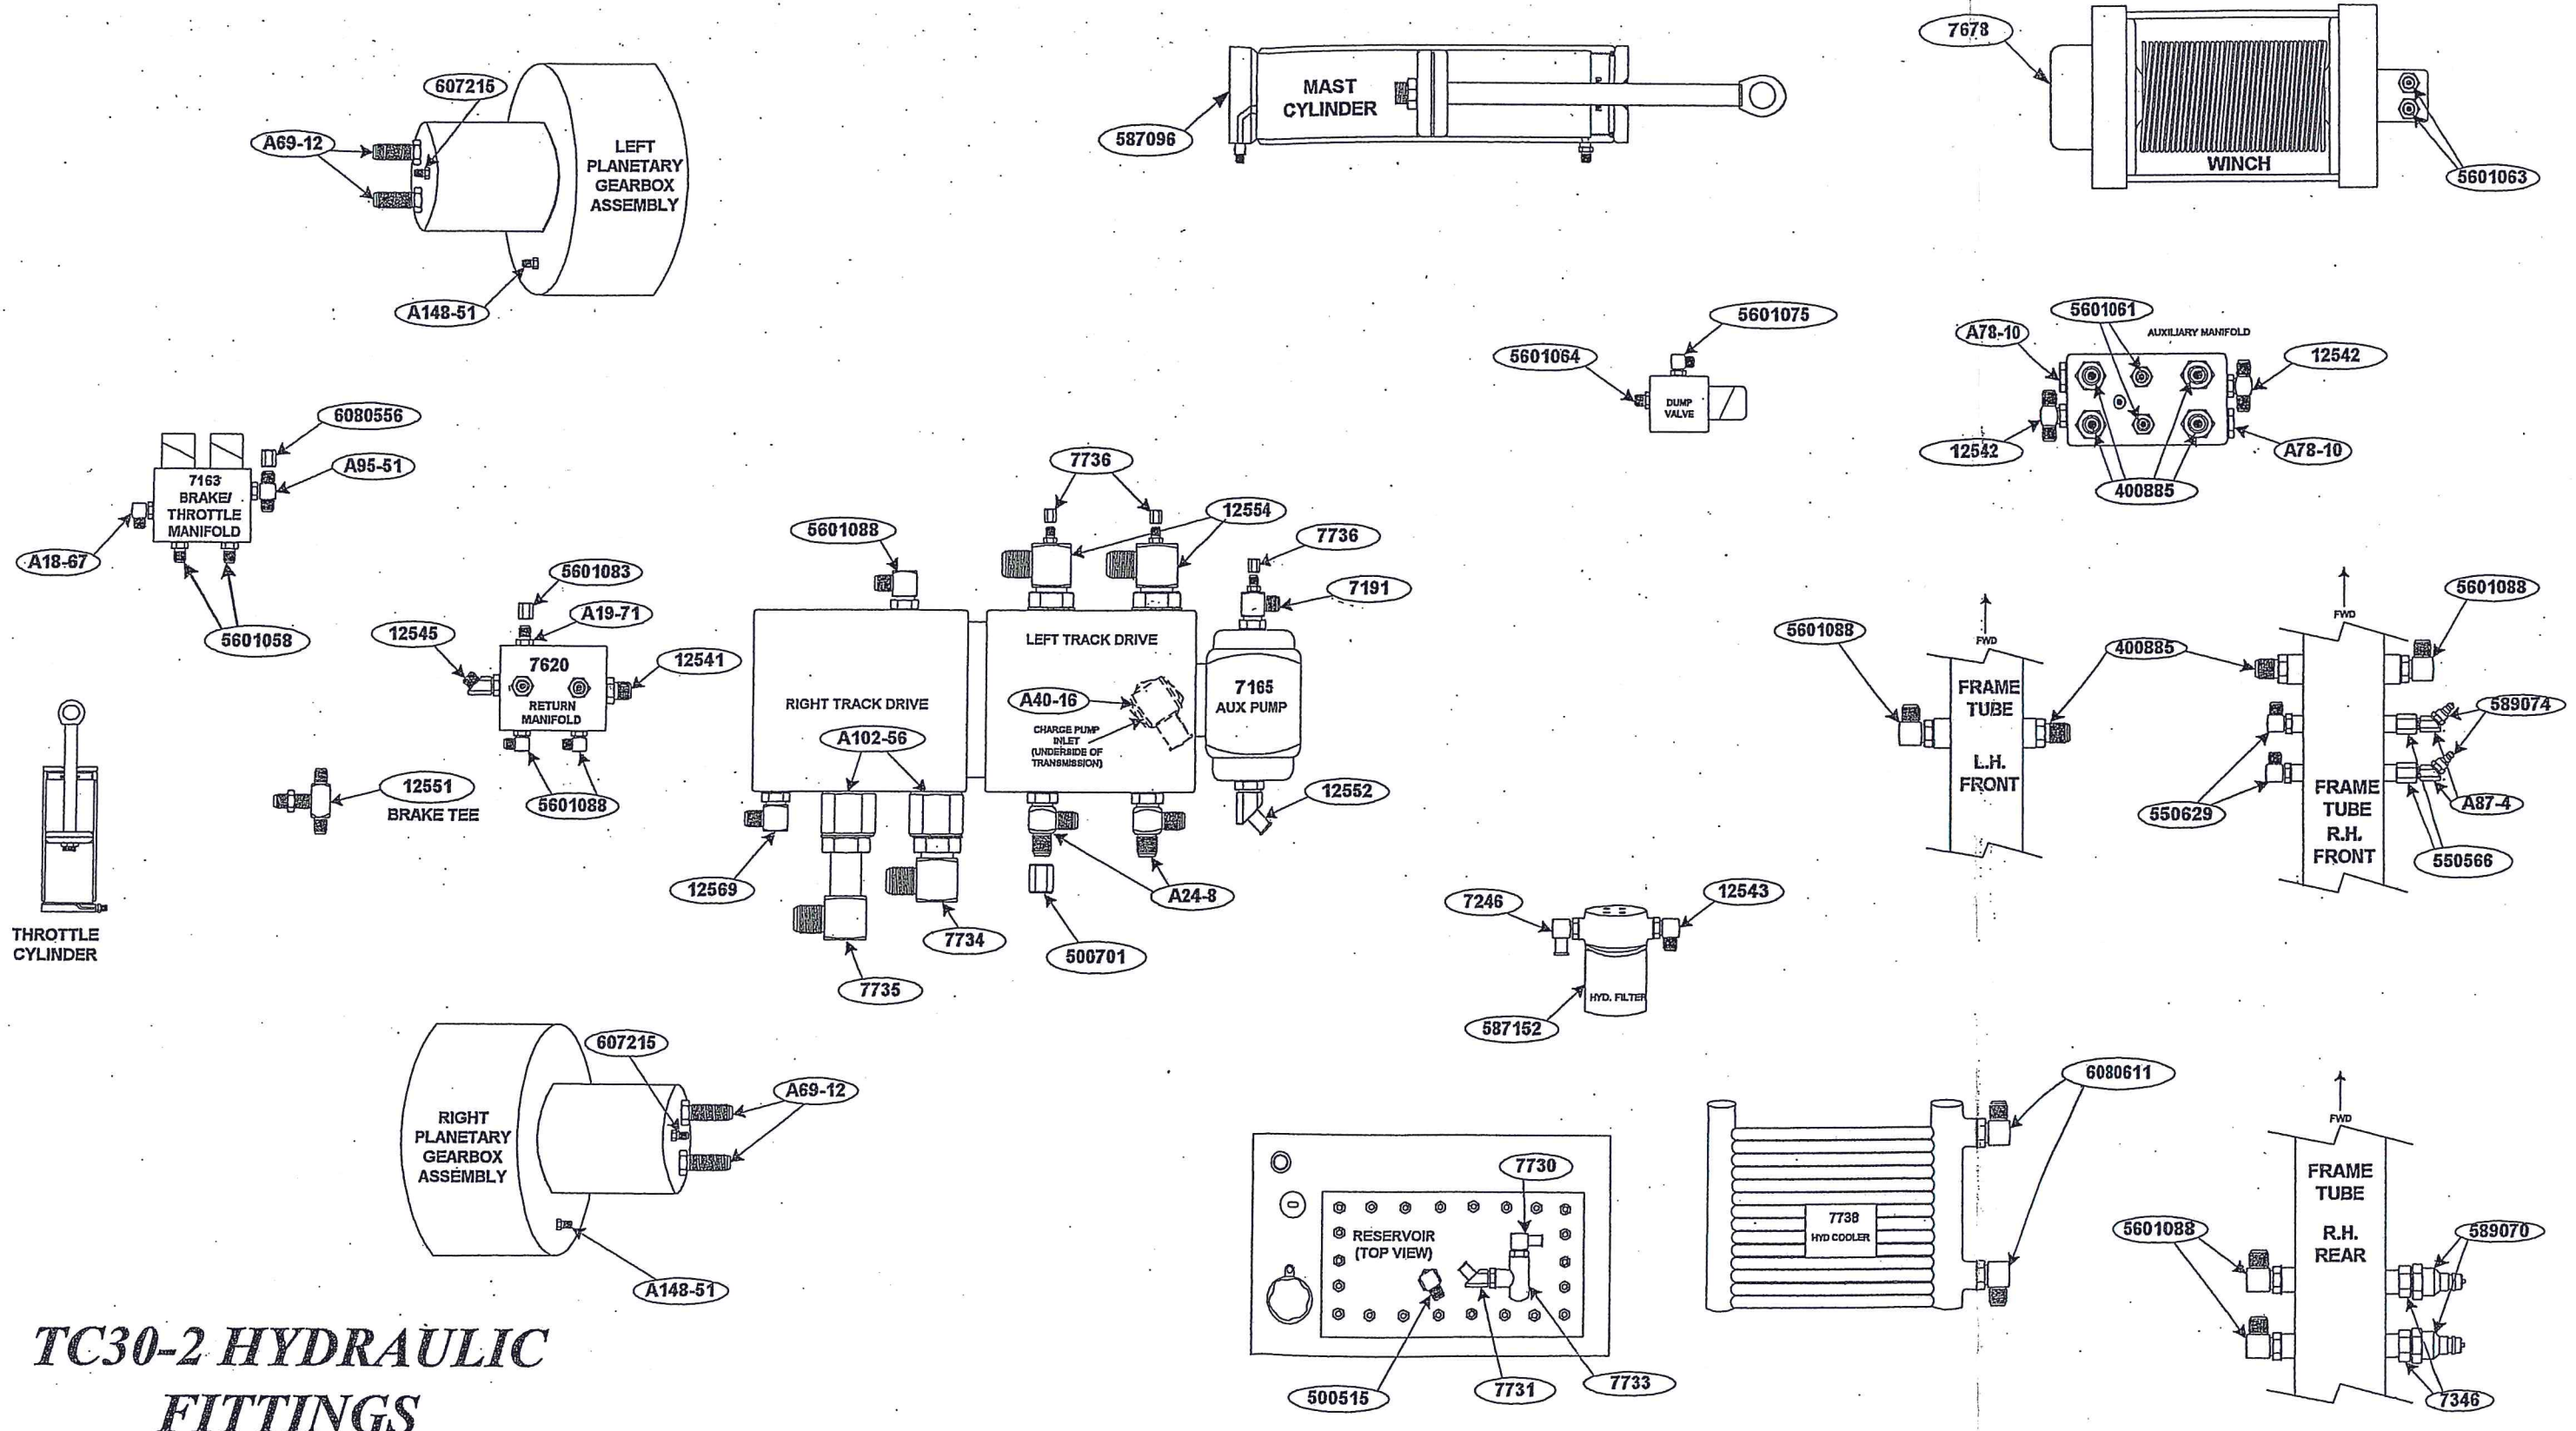 607215
A69-12
LEFT
PLANETARY
GEARBOX
ASSEMBLY
A148-51
MAST
CYLINDER
587096
7678
WINCH
5601063
6080556
A95-51
7163
BRAKE/
THROTTLE
MANIFOLD
A18-67
5601058
5601083
A19-71
12545
12541
7620
RETURN
MANIFOLD
5601088
12551
BRAKE TEE
THROTTLE
CYLINDER
7736
12554
7736
5601088
7191
LEFT TRACK DRIVE
RIGHT TRACK DRIVE
A40-16
CHARGE PUMP
INLET
(UNDERSIDE OF
TRANSMISSION)
7165
AUX PUMP
A102-56
12552
12569
A24-8
7734
500701
7735
5601075
5601064
DUMP
VALVE
5601061
A78-10
AUXILIARY MANIFOLD
12542
12542
A78-10
400885
FWD
5601088
FRAME
TUBE
L.H.
FRONT
400885
FWD
5601088
589074
550629
A87-4
550566
FRAME
TUBE
R.H.
FRONT
7246
12543
HYD. FILTER
587152
607215
A69-12
RIGHT
PLANETARY
GEARBOX
ASSEMBLY
A148-51
7730
RESERVOIR
(TOP VIEW)
500515
7731
7733
6080611
7738
HYD COOLER
FWD
FRAME
TUBE
R.H.
REAR
5601088
589070
7346
TC30-2 HYDRAULIC
FITTINGS